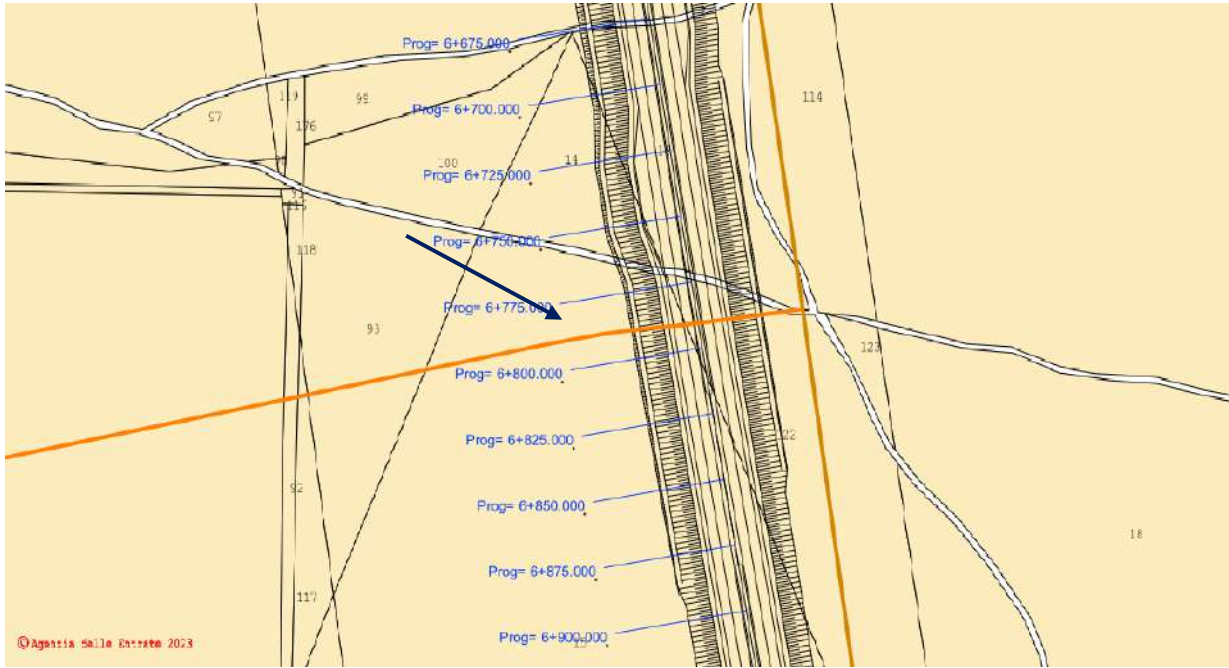 Prog= 6+675.000
114
119
99
97
Prog= 6+700.000
176
100
14
Prog= 6+725.000
118
Prog= 6+750.000
Prog= 6+775.000
93
123
Prog= 6+800.000
122
Prog= 6+825.000
92
Prog= 6+850.000
18
Prog= 6+875.000
117
Prog= 6+900.000
©Agenzia delle Entrate 2023